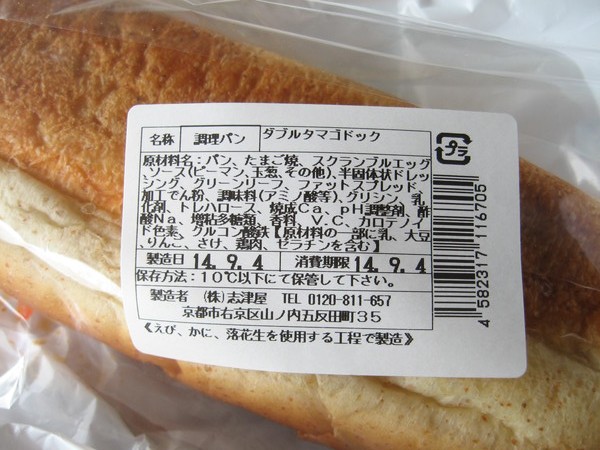 名称 調理パン ダブルタマゴドック
原材料名:パン、たまご焼、スクランブルエッグ
、ソース(ピーマン、玉葱、その他)、半固体状ドレッ
シング、グリーンリーフ、ファットスプレッド、
加工でん粉、調味料(アミノ酸等)、グリシン、乳
化剤、トレハロース、焼成Ca、pH調整剤、酢
酸Na、増粘多糖類、香料、V.C、カロテノイ
ド色素、グルコン酸鉄【原材料の一部に乳、大豆
、りんご、さけ、鶏肉、ゼラチンを含む】
製造日 14.9.4 消費期限 14.9.4
保存方法:10℃以下にて保管して下さい。
製造者 (株)志津屋 TEL 0120-811-657
京都市右京区山ノ内五反田町35
《えび、かに、落花生を使用する工程で製造》
プラ
4 582317 116705